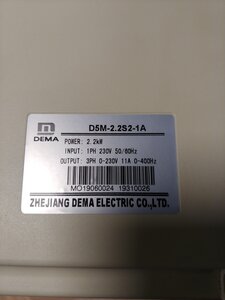 D5M-2.2S2-1A
DEMA
POWER: 2.2kW
INPUT: 1PH 230V 50/60Hz
OUTPUT: 3PH 0-230V 11A 0-400Hz
MO19060024 19310026
ZHEJIANG DEMA ELECTRIC CO.,LTD.